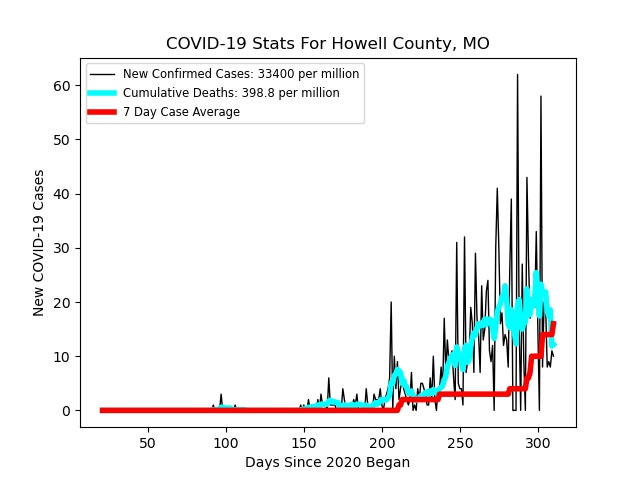 COVID-19 Stats For Howell County, MO
New Confirmed Cases: 33400 per million
Cumulative Deaths: 398.8 per million
7 Day Case Average
New COVID-19 Cases
60
50
40
30
20
10
0
50 100 150 200 250 300
Days Since 2020 Began